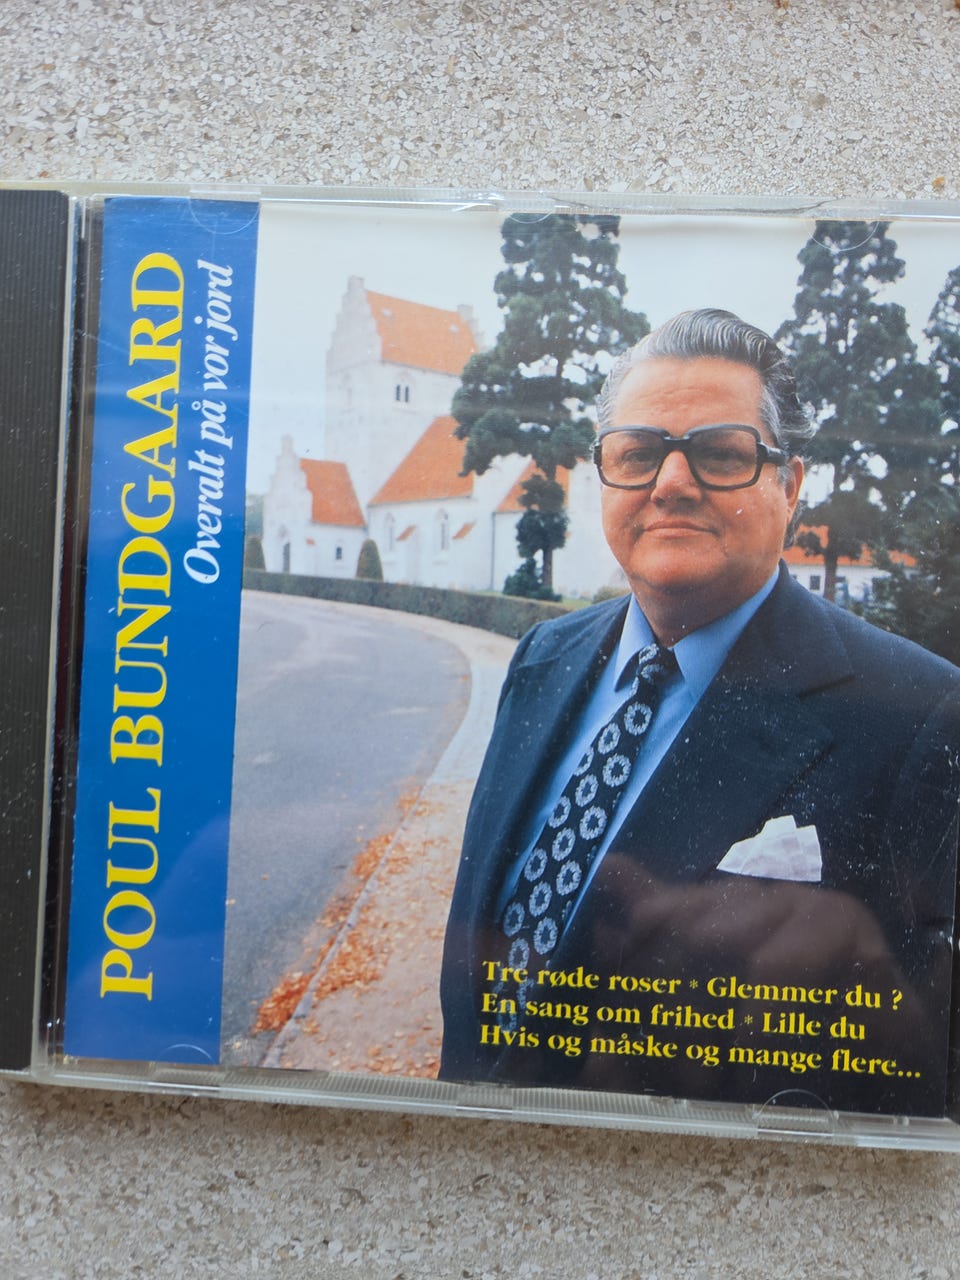 POUL BUNDGAARD
Overalt på vor jord
Tre røde roser * Glemmer du ?
En sang om frihed * Lille du
Hvis og måske og mange flere...